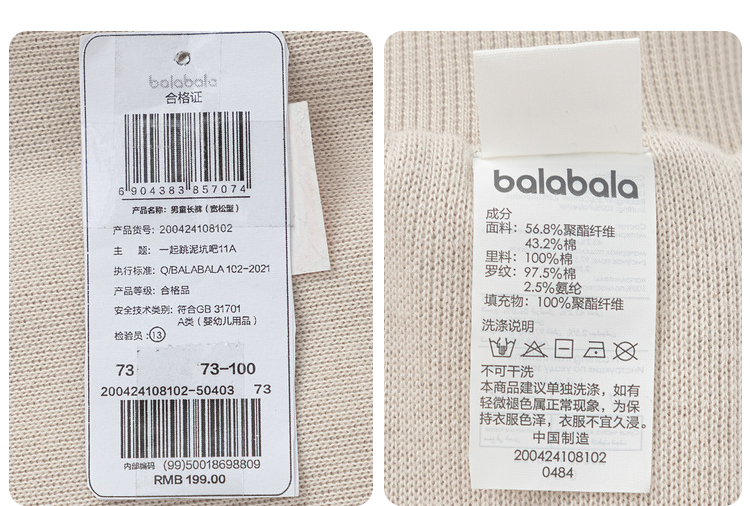 balabala
合格证
6 904383 857074
产品名称：男童长裤（宽松型）
产品货号：200424108102
主　题：一起跳泥坑吧11A
执行标准：Q/BALABALA 102-2021
产品等级：合格品
安全技术类别：符合GB 31701
A类（婴幼儿用品）
检验员：13
73 73-100
200424108102-50403 73
内部编码 (99)50018698809
RMB 199.00
balabala
成分
面料：56.8%聚酯纤维
43.2%棉
里料：100%棉
罗纹：97.5%棉
2.5%氨纶
填充物：100%聚酯纤维
洗涤说明
不可干洗
本商品建议单独洗涤，如有
轻微褪色属正常现象，为保
持衣服色泽，衣服不宜久浸。
中国制造
200424108102
0484